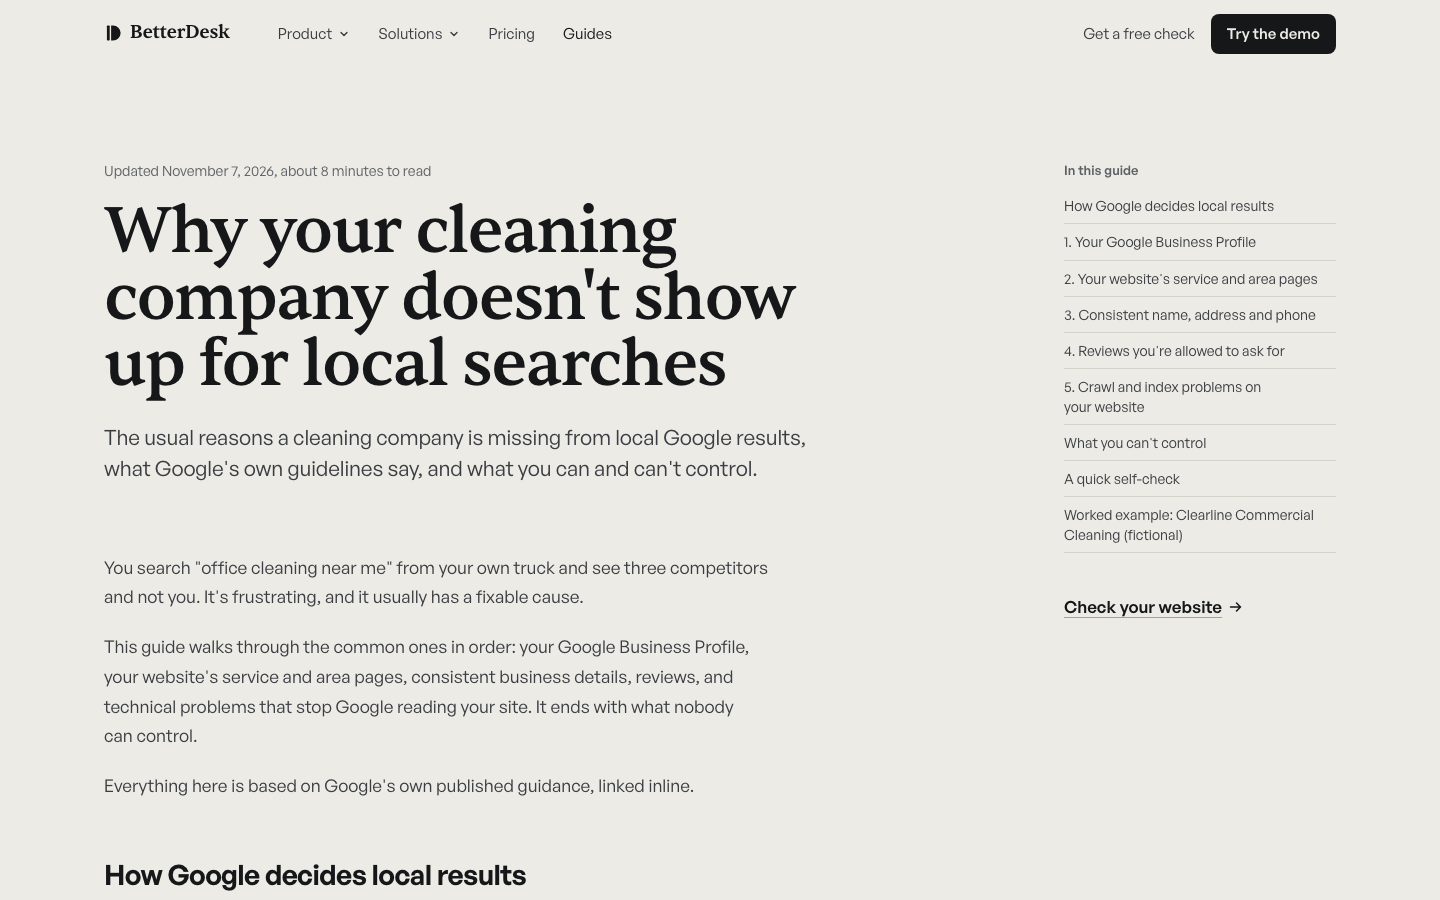 BetterDesk
Product
Solutions
Pricing
Guides
Get a free check
Try the demo
Updated November 7, 2026, about 8 minutes to read
Why your cleaning
company doesn't show
up for local searches
The usual reasons a cleaning company is missing from local Google results,
what Google's own guidelines say, and what you can and can't control.
You search "office cleaning near me" from your own truck and see three competitors
and not you. It's frustrating, and it usually has a fixable cause.
This guide walks through the common ones in order: your Google Business Profile,
your website's service and area pages, consistent business details, reviews, and
technical problems that stop Google reading your site. It ends with what nobody
can control.
Everything here is based on Google's own published guidance, linked inline.
How Google decides local results
In this guide
How Google decides local results
1. Your Google Business Profile
2. Your website's service and area pages
3. Consistent name, address and phone
4. Reviews you're allowed to ask for
5. Crawl and index problems on
your website
What you can't control
A quick self-check
Worked example: Clearline Commercial
Cleaning (fictional)
Check your website →